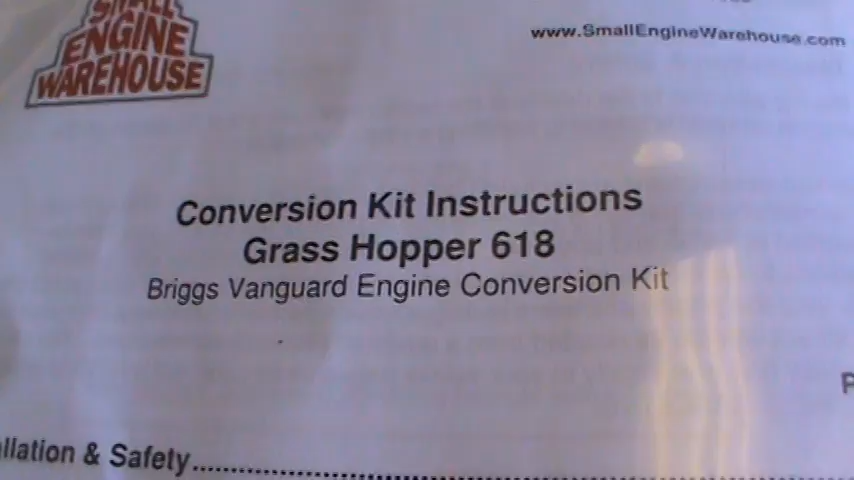 SMALL
ENGINE
WAREHOUSE
www.SmallEngineWarehouse.com
Conversion Kit Instructions
Grass Hopper 618
Briggs Vanguard Engine Conversion Kit
llation & Safety